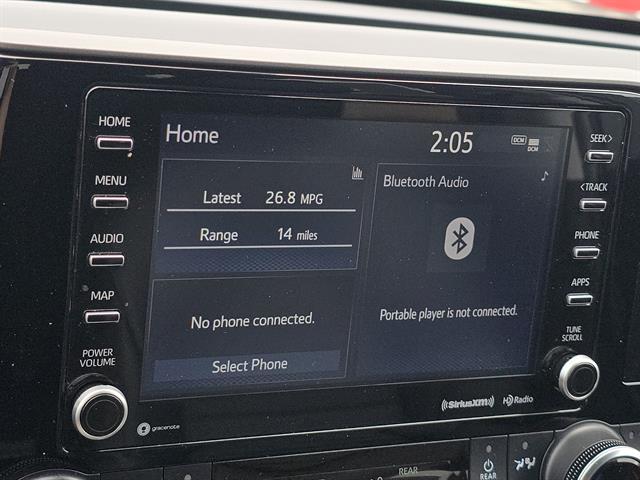 HOME
MENU
AUDIO
MAP
POWER
VOLUME
Home
2:05
DCM
DCM
Latest 26.8 MPG
Range 14 miles
No phone connected.
Select Phone
Bluetooth Audio
Portable player is not connected.
SEEK>
<TRACK
PHONE
APPS
TUNE
SCROLL
gracenote
((SiriusXM))
HD Radio
REAR
REAR